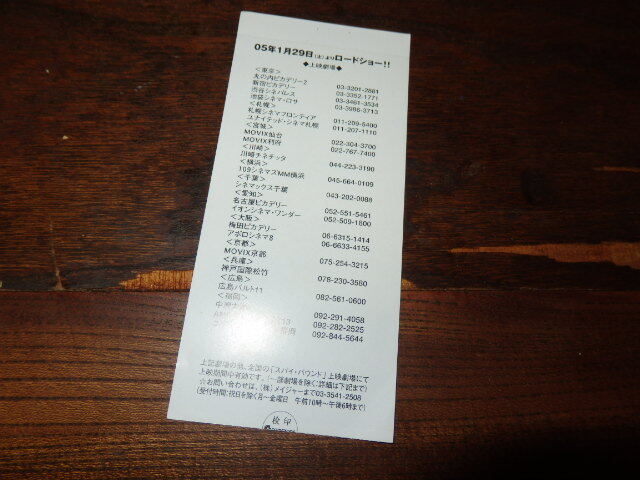 05年1月29日(土)よりロードショー!!
◆上映劇場◆
<東京>
丸の内ピカデリー2 03-3201-2881
新宿ピカデリー 03-3352-1771
渋谷シネパレス 03-3461-3534
池袋シネマ・ロサ 03-3986-3713
<札幌>
札幌シネマフロンティア 011-209-5400
ユナイテッド・シネマ札幌 011-207-1110
<宮城>
MOVIX仙台 022-304-3700
MOVIX利府 022-767-7400
<川崎>
川崎チネチッタ 044-223-3190
<横浜>
109シネマズMM横浜 045-664-0109
<千葉>
シネマックス千葉 043-202-0088
<愛知>
名古屋ピカデリー 052-551-5461
イオンシネマ・ワンダー 052-509-1800
<大阪>
梅田ピカデリー 06-6315-1414
アポロシネマ8 06-6633-4155
<京都>
MOVIX京都 075-254-3215
<兵庫>
神戸国際松竹 078-230-3580
<広島>
広島バルト11 082-561-0600
<福岡>
中洲 092-291-4058
13 092-282-2525
092-844-5644
上記劇場の他、全国の「スパイ・バウンド」上映劇場にて
上映期間中有効です。(一部劇場を除く:詳細は下記まで)
☆お問い合わせは、(株)メイジャーまで03-3541-2508
(受付時間:祝日を除く月〜金曜日 午前10時〜午後6時まで)
検印